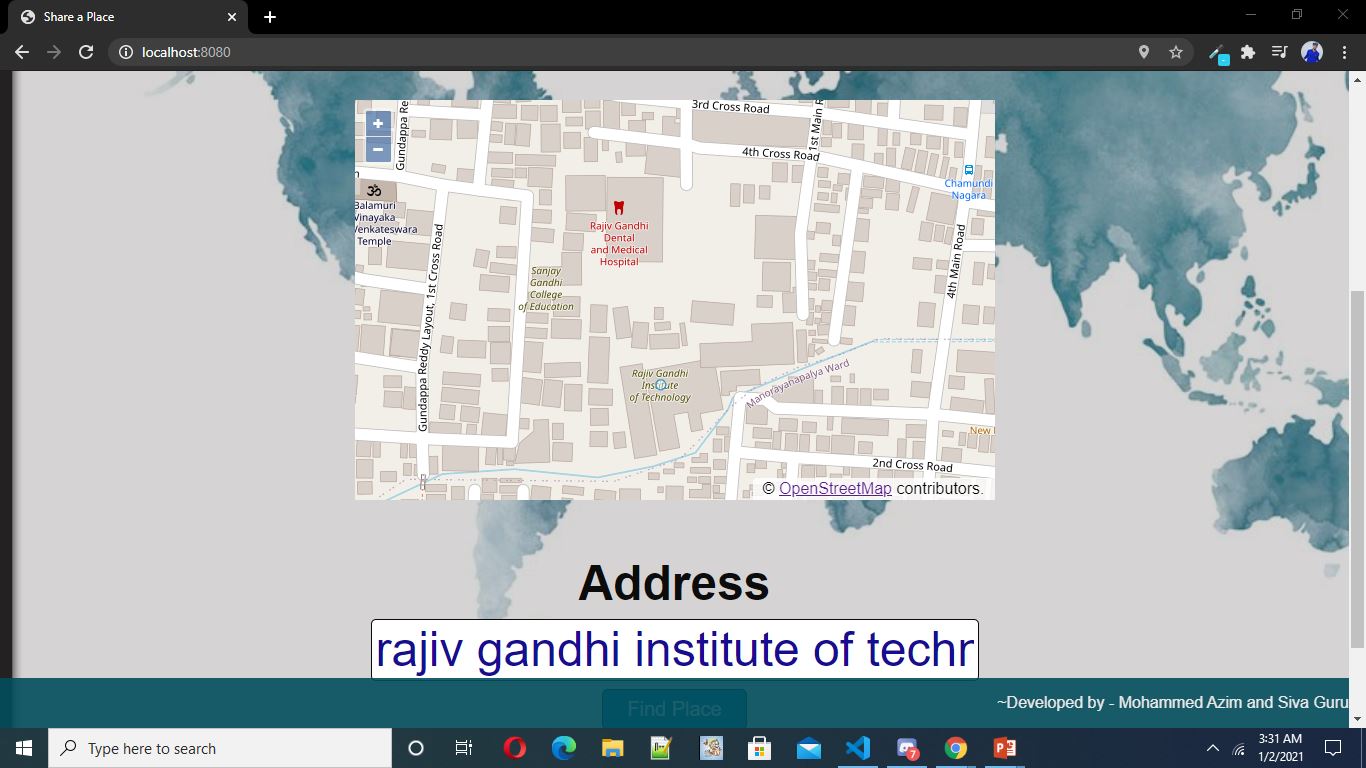 Share a Place
localhost:8080
3rd Cross Road
1st Main R
4th Cross Road
Gundappa Re
+
−
ॐ
Balamuri
Vinayaka
Venkateswara
Temple
Rajiv Gandhi
Dental
and Medical
Hospital
Chamundi
Nagara
Sanjay
Gandhi
College
of Education
4th Main Road
Gundappa Reddy Layout, 1st Cross Road
Rajiv Gandhi
Institute
of Technology
Manorayanapalya Ward
New
2nd Cross Road
© OpenStreetMap contributors.
Address
rajiv gandhi institute of techn
Find Place
~Developed by - Mohammed Azim and Siva Guru
Type here to search
7
3:31 AM
1/2/2021